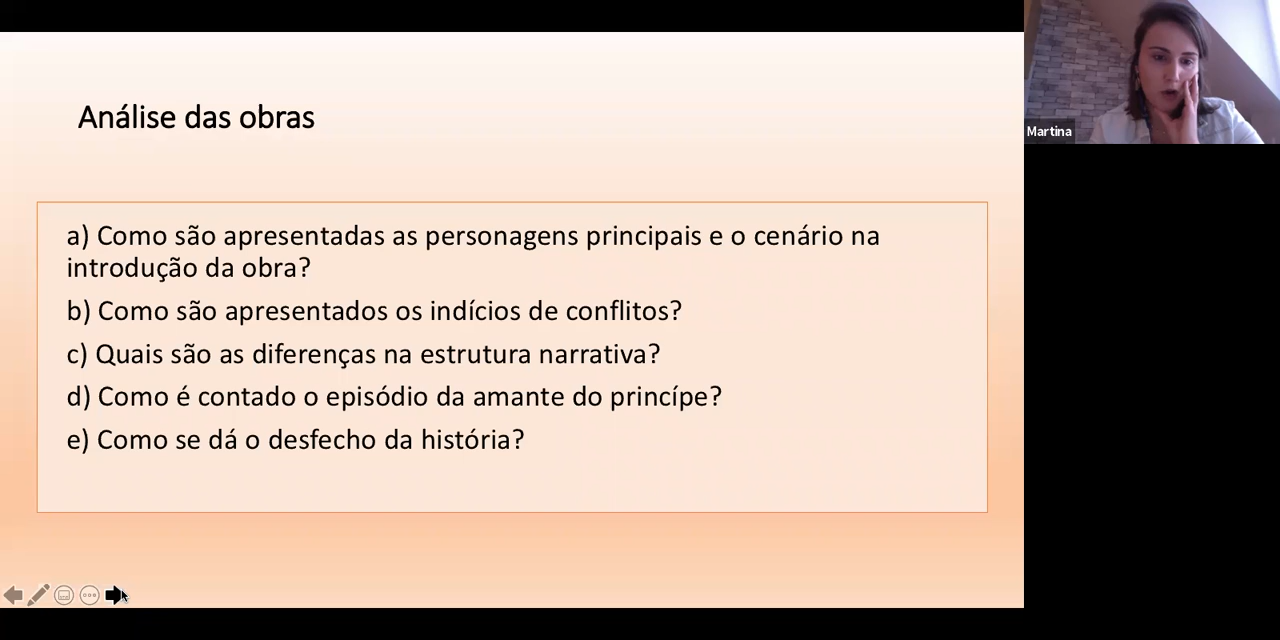 Análise das obras
a) Como são apresentadas as personagens principais e o cenário na
introdução da obra?
b) Como são apresentados os indícios de conflitos?
c) Quais são as diferenças na estrutura narrativa?
d) Como é contado o episódio da amante do princípe?
e) Como se dá o desfecho da história?
Martina